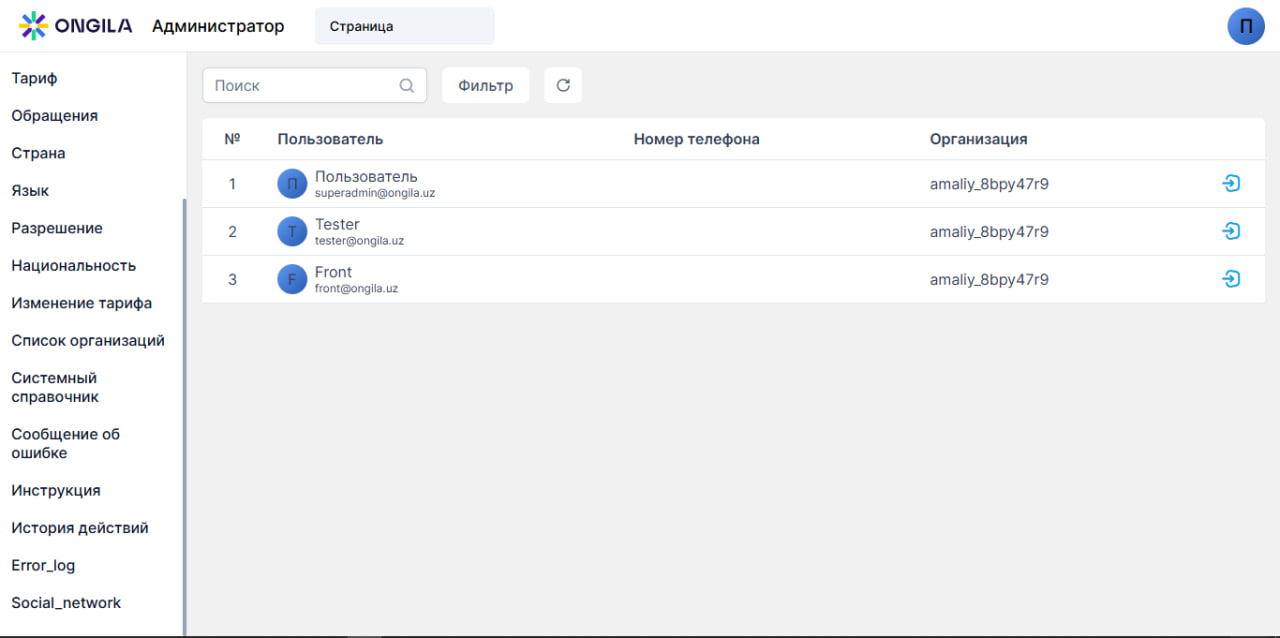 ONGILA Администратор Страница П
Тариф
Обращения
Страна
Язык
Разрешение
Национальность
Изменение тарифа
Список организаций
Системный
справочник
Сообщение об
ошибке
Инструкция
История действий
Error_log
Social_network
Поиск Фильтр
№ Пользователь Номер телефона Организация
1 П Пользователь amaliy_8bpy47r9
superadmin@ongila.uz
2 T Tester amaliy_8bpy47r9
tester@ongila.uz
3 F Front amaliy_8bpy47r9
front@ongila.uz